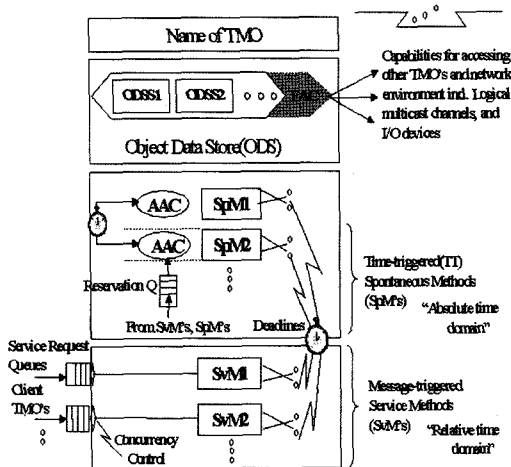 Name of TMO
Capabilities for accessing
other TMO's and network
environment incl. Logical
multicast channels, and
I/O devices
ODSS1
ODSS2
Object Data Store(ODS)
AAC
SpM1
AAC
SpM2
Reservation Q
From SvM's, SpM's
Deadlines
Time-triggered(TT)
Spontaneous Methods
(SpM's)
"Absolute time
domain"
Service Request
Queues
Client
TMO's
SvM1
SvM2
Concurrency
Control
Message-triggered
Service Methods
(SvM's)
"Relative time
domain"